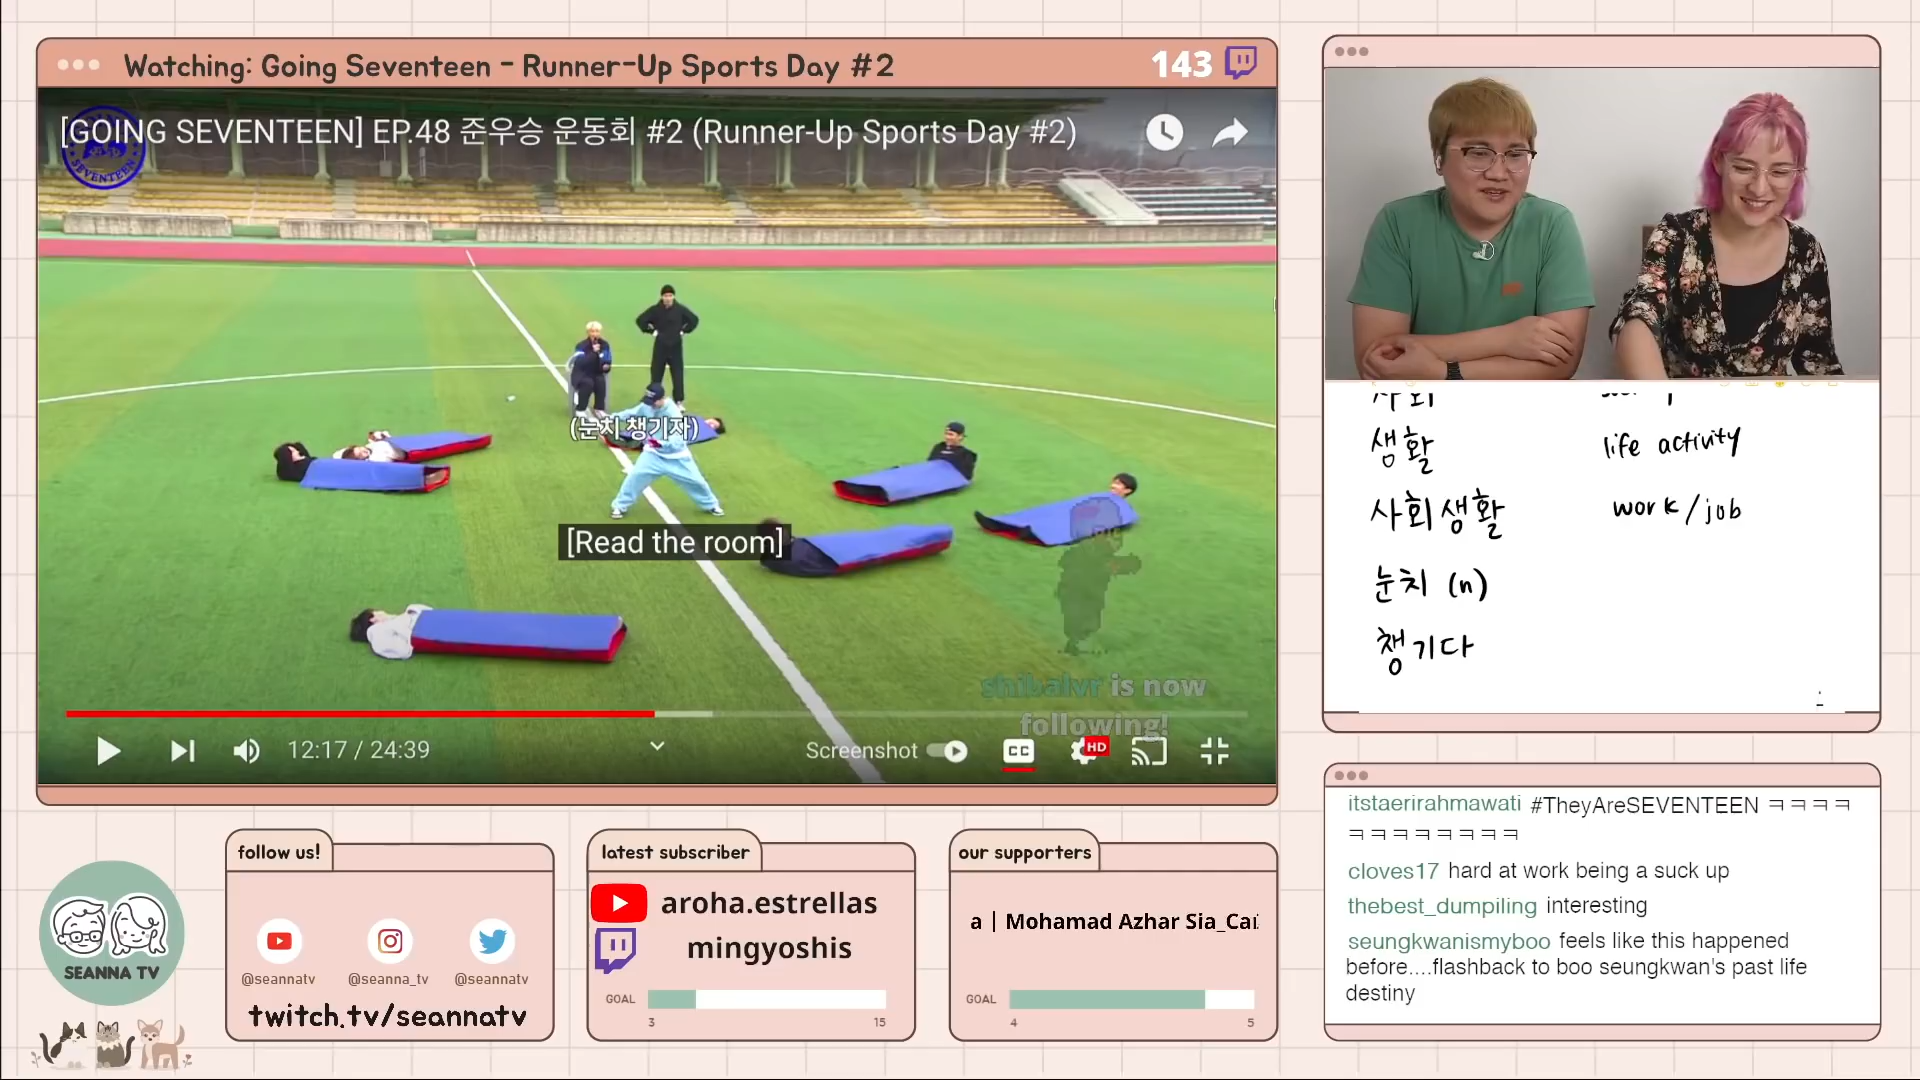 Watching: Going Seventeen - Runner-Up Sports Day #2
143
[GOING SEVENTEEN] EP.48 준우승 운동회 #2 (Runner-Up Sports Day #2)
SEVENTEEN
(눈치 챙기자)
[Read the room]
shibalvr is now
following!
12:17 / 24:39
Screenshot
CC
HD
사회
생활 life activity
사회생활 work/job
눈치 (n)
챙기다
itstaerirahmawati #TheyAreSEVENTEEN ㅋㅋㅋㅋ
ㅋㅋㅋㅋㅋㅋㅋㅋ
cloves17 hard at work being a suck up
thebest_dumpiling interesting
seungkwanismyboo feels like this happened
before....flashback to boo seungkwan's past life
destiny
SEANNA TV
follow us!
@seannatv @seanna_tv @seannatv
twitch.tv/seannatv
latest subscriber
aroha.estrellas
mingyoshis
GOAL
3 15
our supporters
a | Mohamad Azhar Sia_Cai
GOAL
4 5